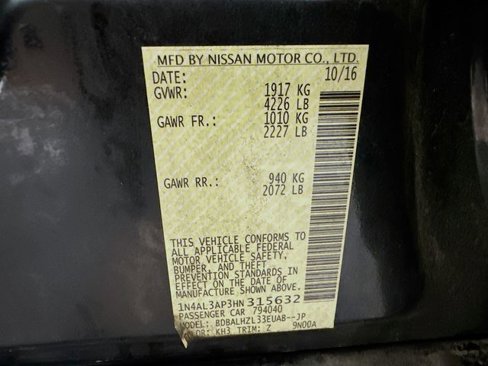 MFD BY NISSAN MOTOR CO., LTD.
DATE: 10/16
GVWR: 1917 KG
4226 LB
GAWR FR.: 1010 KG
2227 LB
GAWR RR.: 940 KG
2072 LB
THIS VEHICLE CONFORMS TO
ALL APPLICABLE FEDERAL
MOTOR VEHICLE SAFETY,
BUMPER, AND THEFT
PREVENTION STANDARDS IN
EFFECT ON THE DATE OF
MANUFACTURE SHOWN ABOVE.
1N4AL3AP3HN315632
PASSENGER CAR 794040
MODEL: BDBALHZL33EUAB--JP
COLOR: KH3 TRIM: Z 9N00A